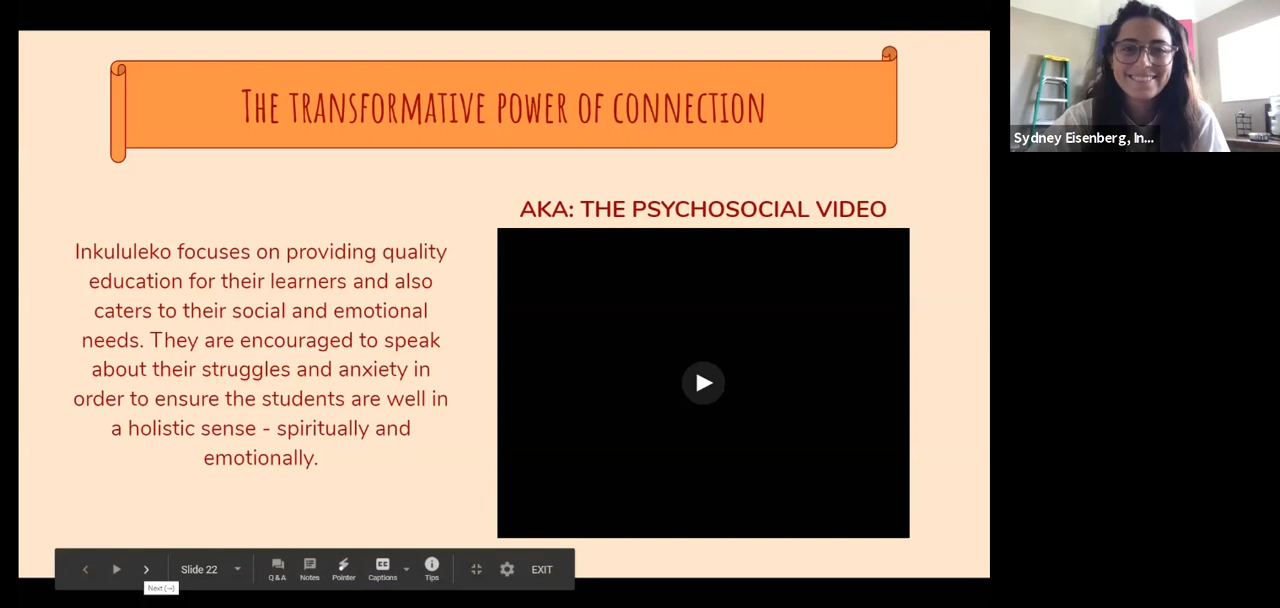 The transformative power of connection
Sydney Eisenberg, In...
AKA: THE PSYCHOSOCIAL VIDEO
Inkululeko focuses on providing quality
education for their learners and also
caters to their social and emotional
needs. They are encouraged to speak
about their struggles and anxiety in
order to ensure the students are well in
a holistic sense - spiritually and
emotionally.
Slide 22
Q & A
Notes
Pointer
CC
Captions
Tips
EXIT
Next (→)